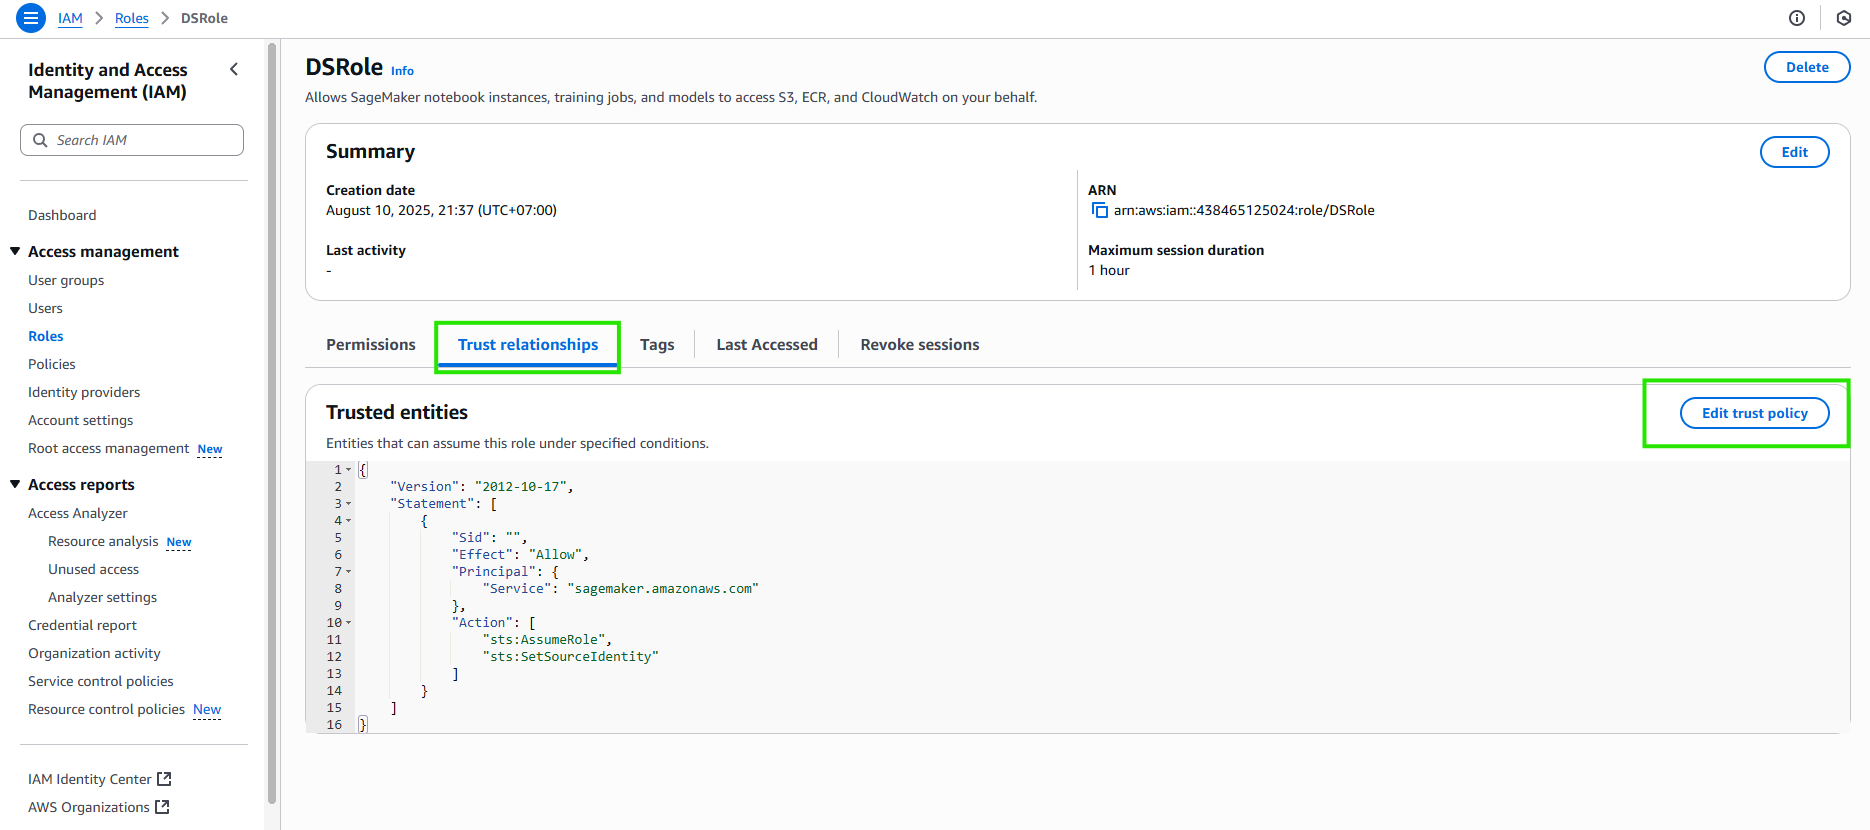 IAM > Roles > DSRole
Identity and Access
Management (IAM)
Search IAM
Dashboard
Access management
User groups
Users
Roles
Policies
Identity providers
Account settings
Root access management New
Access reports
Access Analyzer
Resource analysis New
Unused access
Analyzer settings
Credential report
Organization activity
Service control policies
Resource control policies New
IAM Identity Center
AWS Organizations
DSRole Info
Delete
Allows SageMaker notebook instances, training jobs, and models to access S3, ECR, and CloudWatch on your behalf.
Summary
Edit
Creation date
August 10, 2025, 21:37 (UTC+07:00)
ARN
arn:aws:iam::438465125024:role/DSRole
Last activity
-
Maximum session duration
1 hour
Permissions Trust relationships Tags Last Accessed Revoke sessions
Trusted entities
Edit trust policy
Entities that can assume this role under specified conditions.
1 {
2 "Version": "2012-10-17",
3 "Statement": [
4 {
5 "Sid": "",
6 "Effect": "Allow",
7 "Principal": {
8 "Service": "sagemaker.amazonaws.com"
9 },
10 "Action": [
11 "sts:AssumeRole",
12 "sts:SetSourceIdentity"
13 ]
14 }
15 ]
16 }